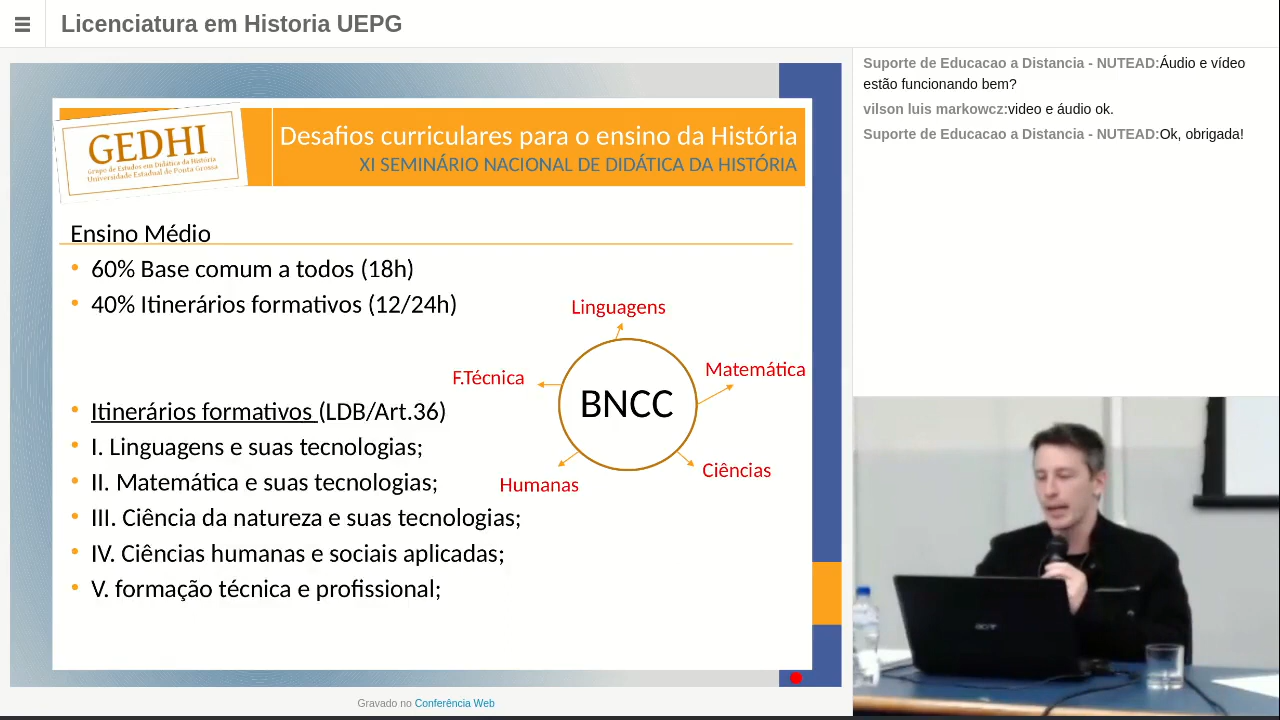 Licenciatura em Historia UEPG
GEDHI
Grupo de Estudos em Didática da História
Universidade Estadual de Ponta Grossa
Desafios curriculares para o ensino da História
XI SEMINÁRIO NACIONAL DE DIDÁTICA DA HISTÓRIA
Ensino Médio
• 60% Base comum a todos (18h)
• 40% Itinerários formativos (12/24h)
• Itinerários formativos (LDB/Art.36)
• I. Linguagens e suas tecnologias;
• II. Matemática e suas tecnologias;
• III. Ciência da natureza e suas tecnologias;
• IV. Ciências humanas e sociais aplicadas;
• V. formação técnica e profissional;
Linguagens
Matemática
F.Técnica
BNCC
Ciências
Humanas
Gravado no Conferência Web
Suporte de Educacao a Distancia - NUTEAD:Áudio e vídeo
estão funcionando bem?
vilson luis markowcz:video e áudio ok.
Suporte de Educacao a Distancia - NUTEAD:Ok, obrigada!
acer